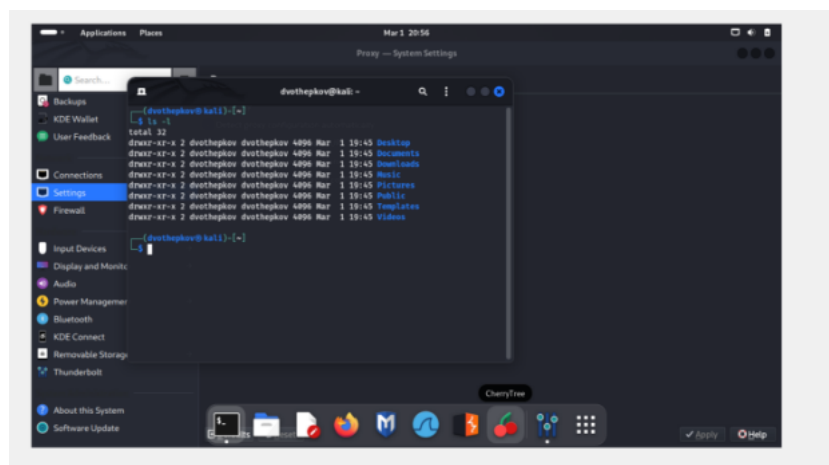 Applications Places Mar 1 20:56
Proxy — System Settings
Search...
Backups
KDE Wallet
User Feedback
Connections
Settings
Firewall
Input Devices
Display and Monito
Audio
Power Managemen
Bluetooth
KDE Connect
Removable Storage
Thunderbolt
About this System
Software Update
dvothepkov@kali: ~
(dvothepkov㉿kali)-[~]
$ ls -l
total 32
drwxr-xr-x 2 dvothepkov dvothepkov 4096 Mar 1 19:45 Desktop
drwxr-xr-x 2 dvothepkov dvothepkov 4096 Mar 1 19:45 Documents
drwxr-xr-x 2 dvothepkov dvothepkov 4096 Mar 1 19:45 Downloads
drwxr-xr-x 2 dvothepkov dvothepkov 4096 Mar 1 19:45 Music
drwxr-xr-x 2 dvothepkov dvothepkov 4096 Mar 1 19:45 Pictures
drwxr-xr-x 2 dvothepkov dvothepkov 4096 Mar 1 19:45 Public
drwxr-xr-x 2 dvothepkov dvothepkov 4096 Mar 1 19:45 Templates
drwxr-xr-x 2 dvothepkov dvothepkov 4096 Mar 1 19:45 Videos
(dvothepkov㉿kali)-[~]
$
CherryTree
Apply Help